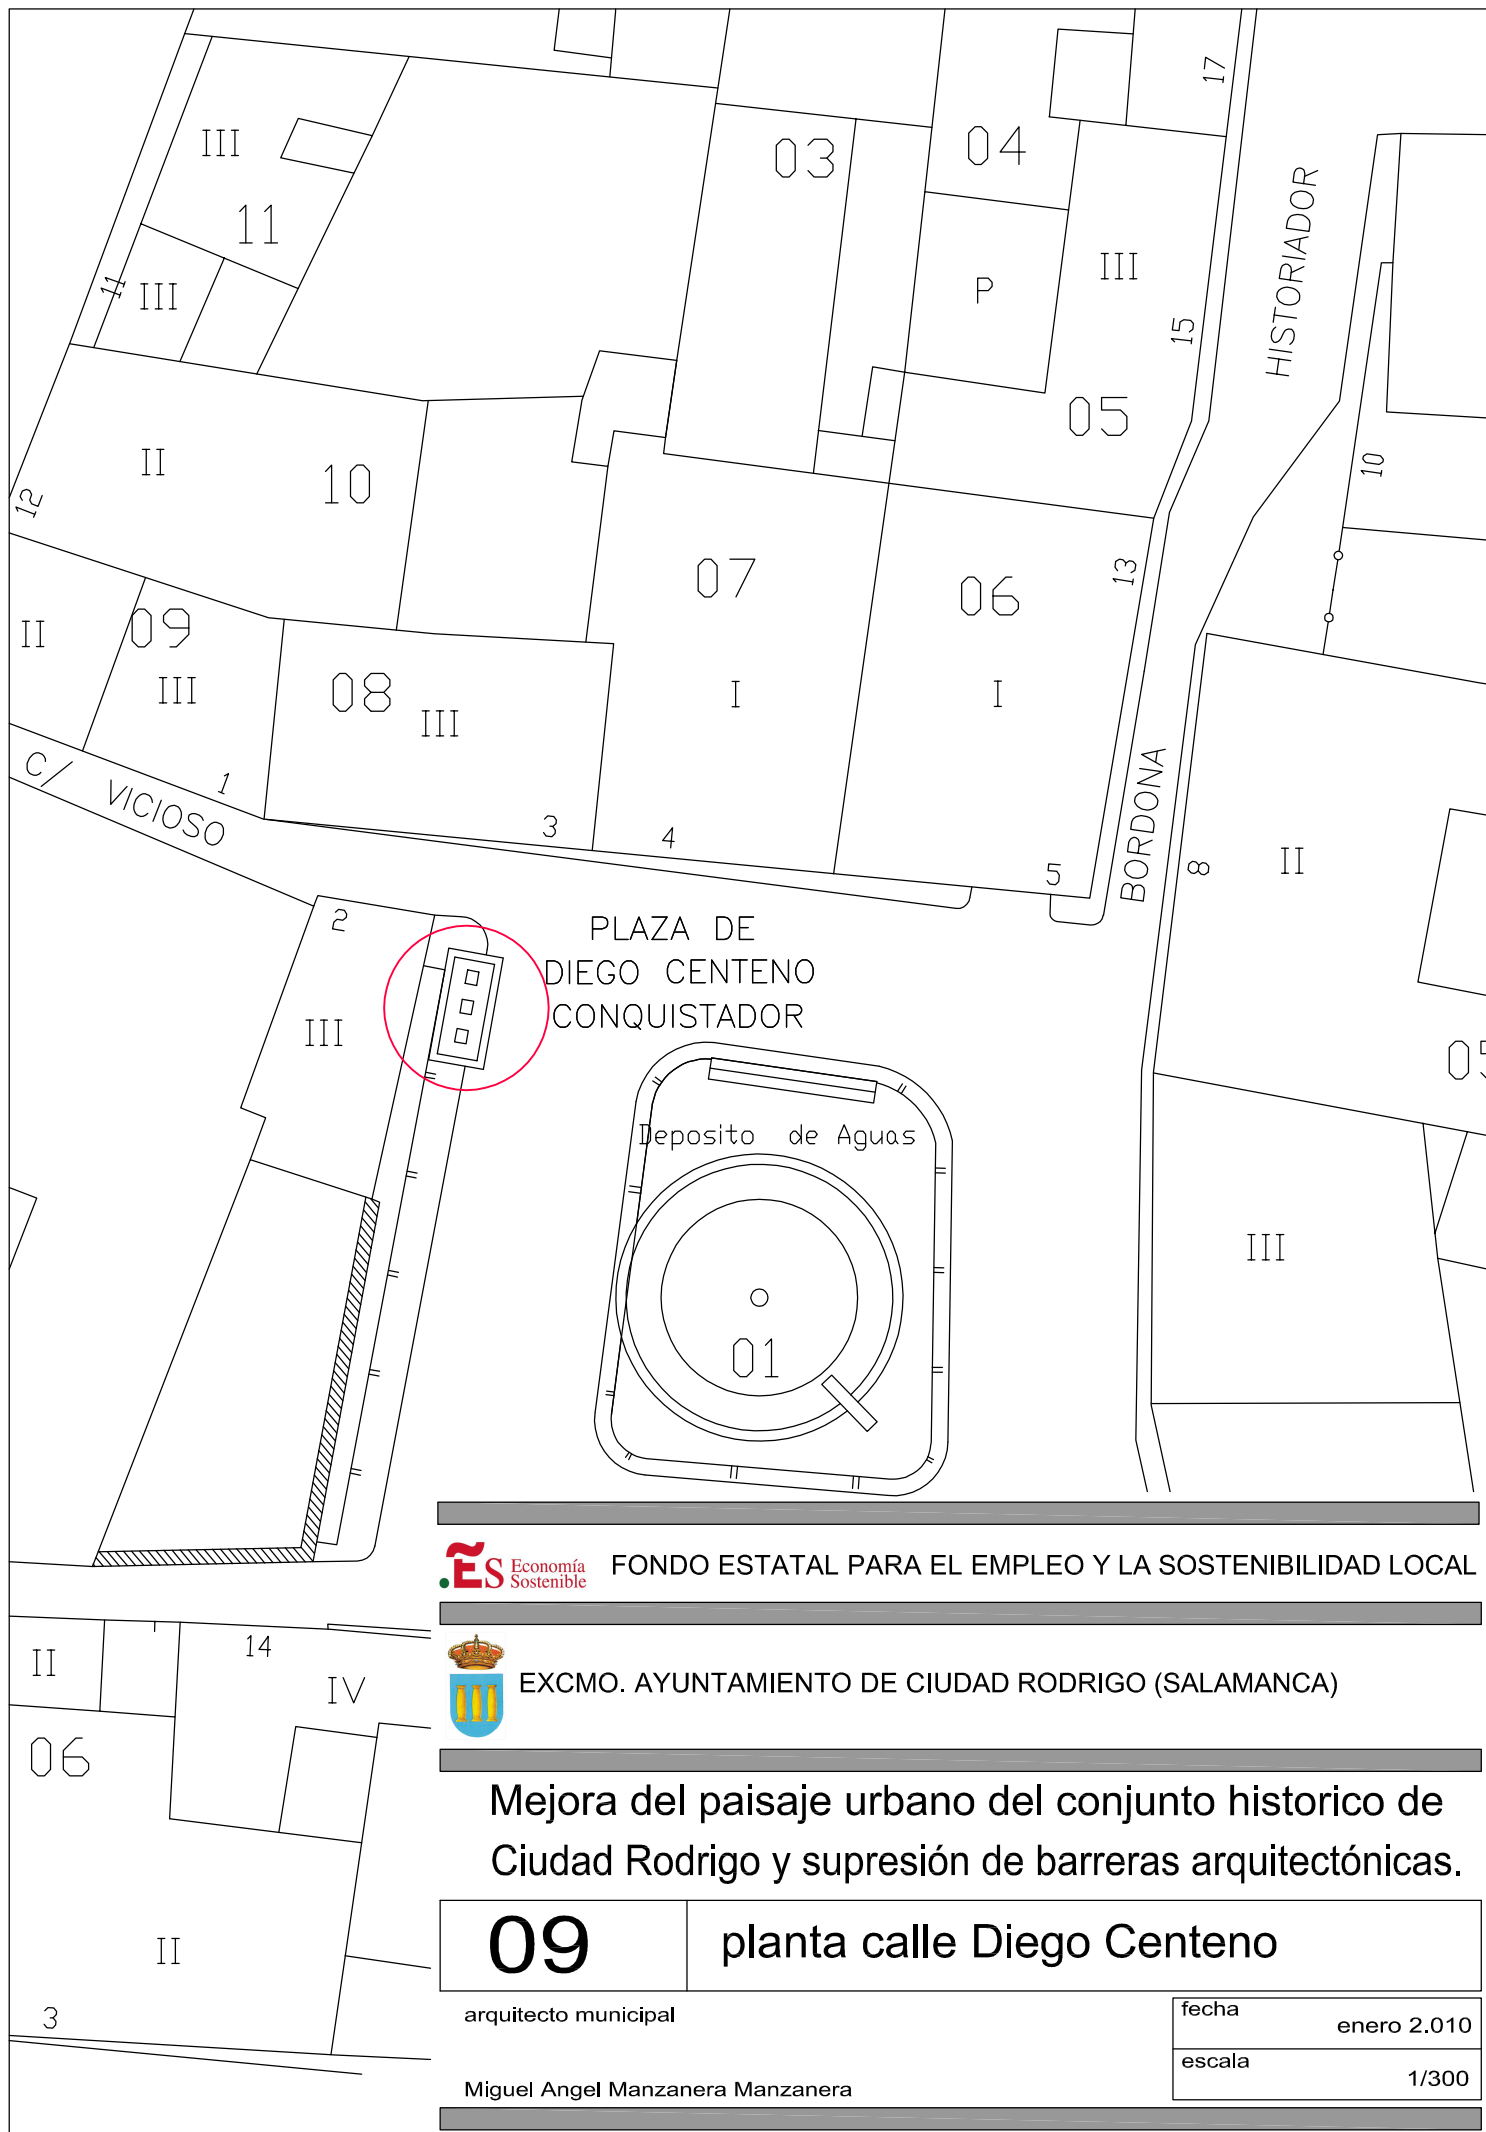 17
03
04
III
11
HISTORIADOR
III
P
III
11
15
05
II
10
10
12
07
06
13
II
09
III
08
III
I
I
C/ VICIOSO
1
3
4
5
BORDONA
8
II
2
PLAZA DE
DIEGO CENTENO
CONQUISTADOR
III
05
Deposito de Aguas
III
01
ES Economía
Sostenible
FONDO ESTATAL PARA EL EMPLEO Y LA SOSTENIBILIDAD LOCAL
14
II
IV
EXCMO. AYUNTAMIENTO DE CIUDAD RODRIGO (SALAMANCA)
06
Mejora del paisaje urbano del conjunto historico de
Ciudad Rodrigo y supresión de barreras arquitectónicas.
II
09
planta calle Diego Centeno
3
arquitecto municipal
fecha
enero 2.010
escala
1/300
Miguel Angel Manzanera Manzanera